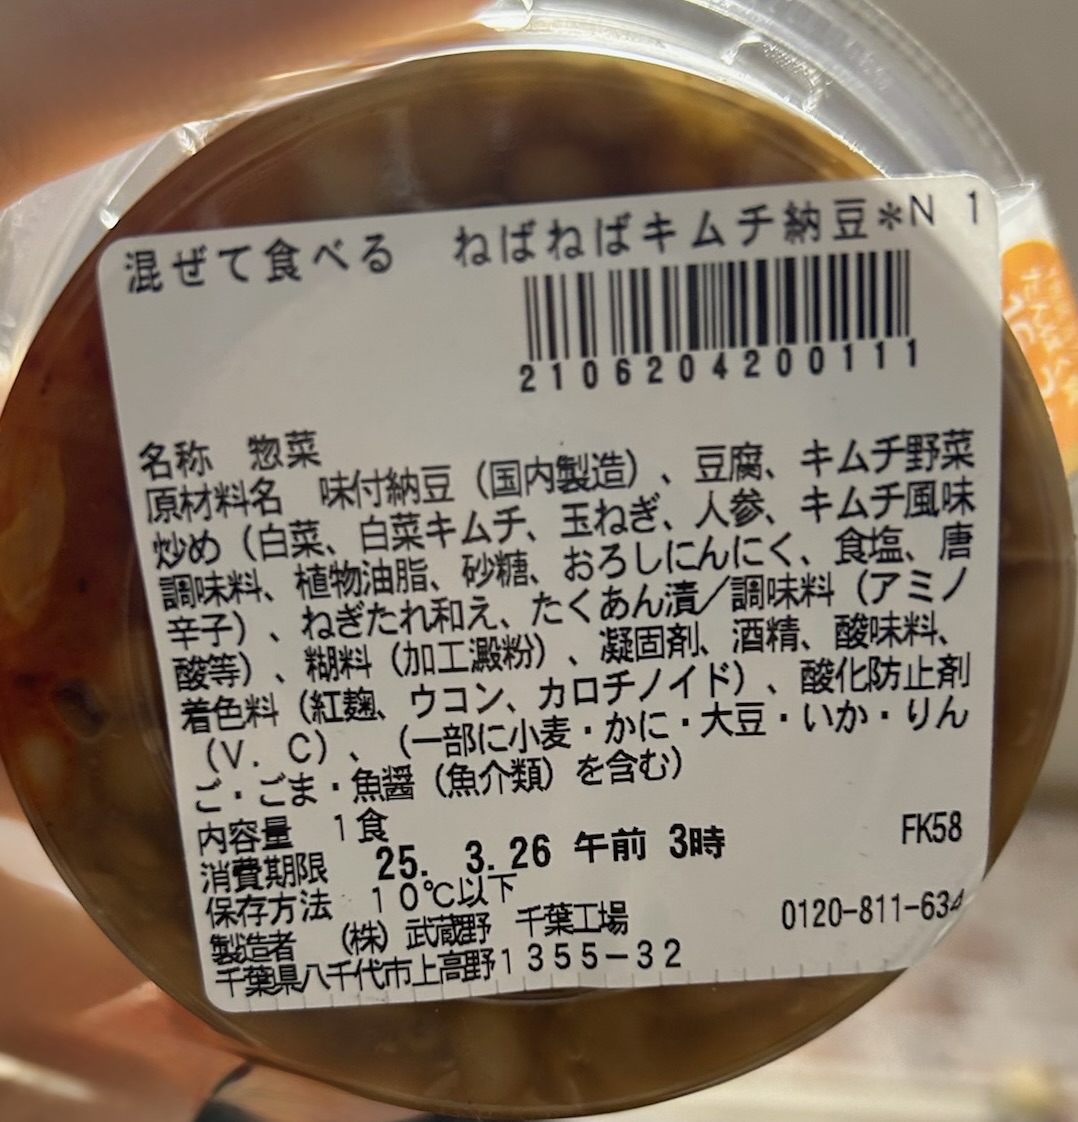 混ぜて食べる ねばねばキムチ納豆*N 1
2106204200111
名称 惣菜
原材料名 味付納豆(国内製造)、豆腐、キムチ野菜
炒め(白菜、白菜キムチ、玉ねぎ、人参、キムチ風味
調味料、植物油脂、砂糖、おろしにんにく、食塩、唐
辛子)、ねぎたれ和え、たくあん漬/調味料(アミノ
酸等)、糊料(加工澱粉)、凝固剤、酒精、酸味料、
着色料(紅麹、ウコン、カロチノイド)、酸化防止剤
(V.C)、(一部に小麦・かに・大豆・いか・りん
ご・ごま・魚醤(魚介類)を含む)
内容量 1食
FK58
消費期限 25. 3.26 午前 3時
保存方法 10℃以下
製造者 (株)武蔵野 千葉工場
0120-811-634
千葉県八千代市上高野1355-32